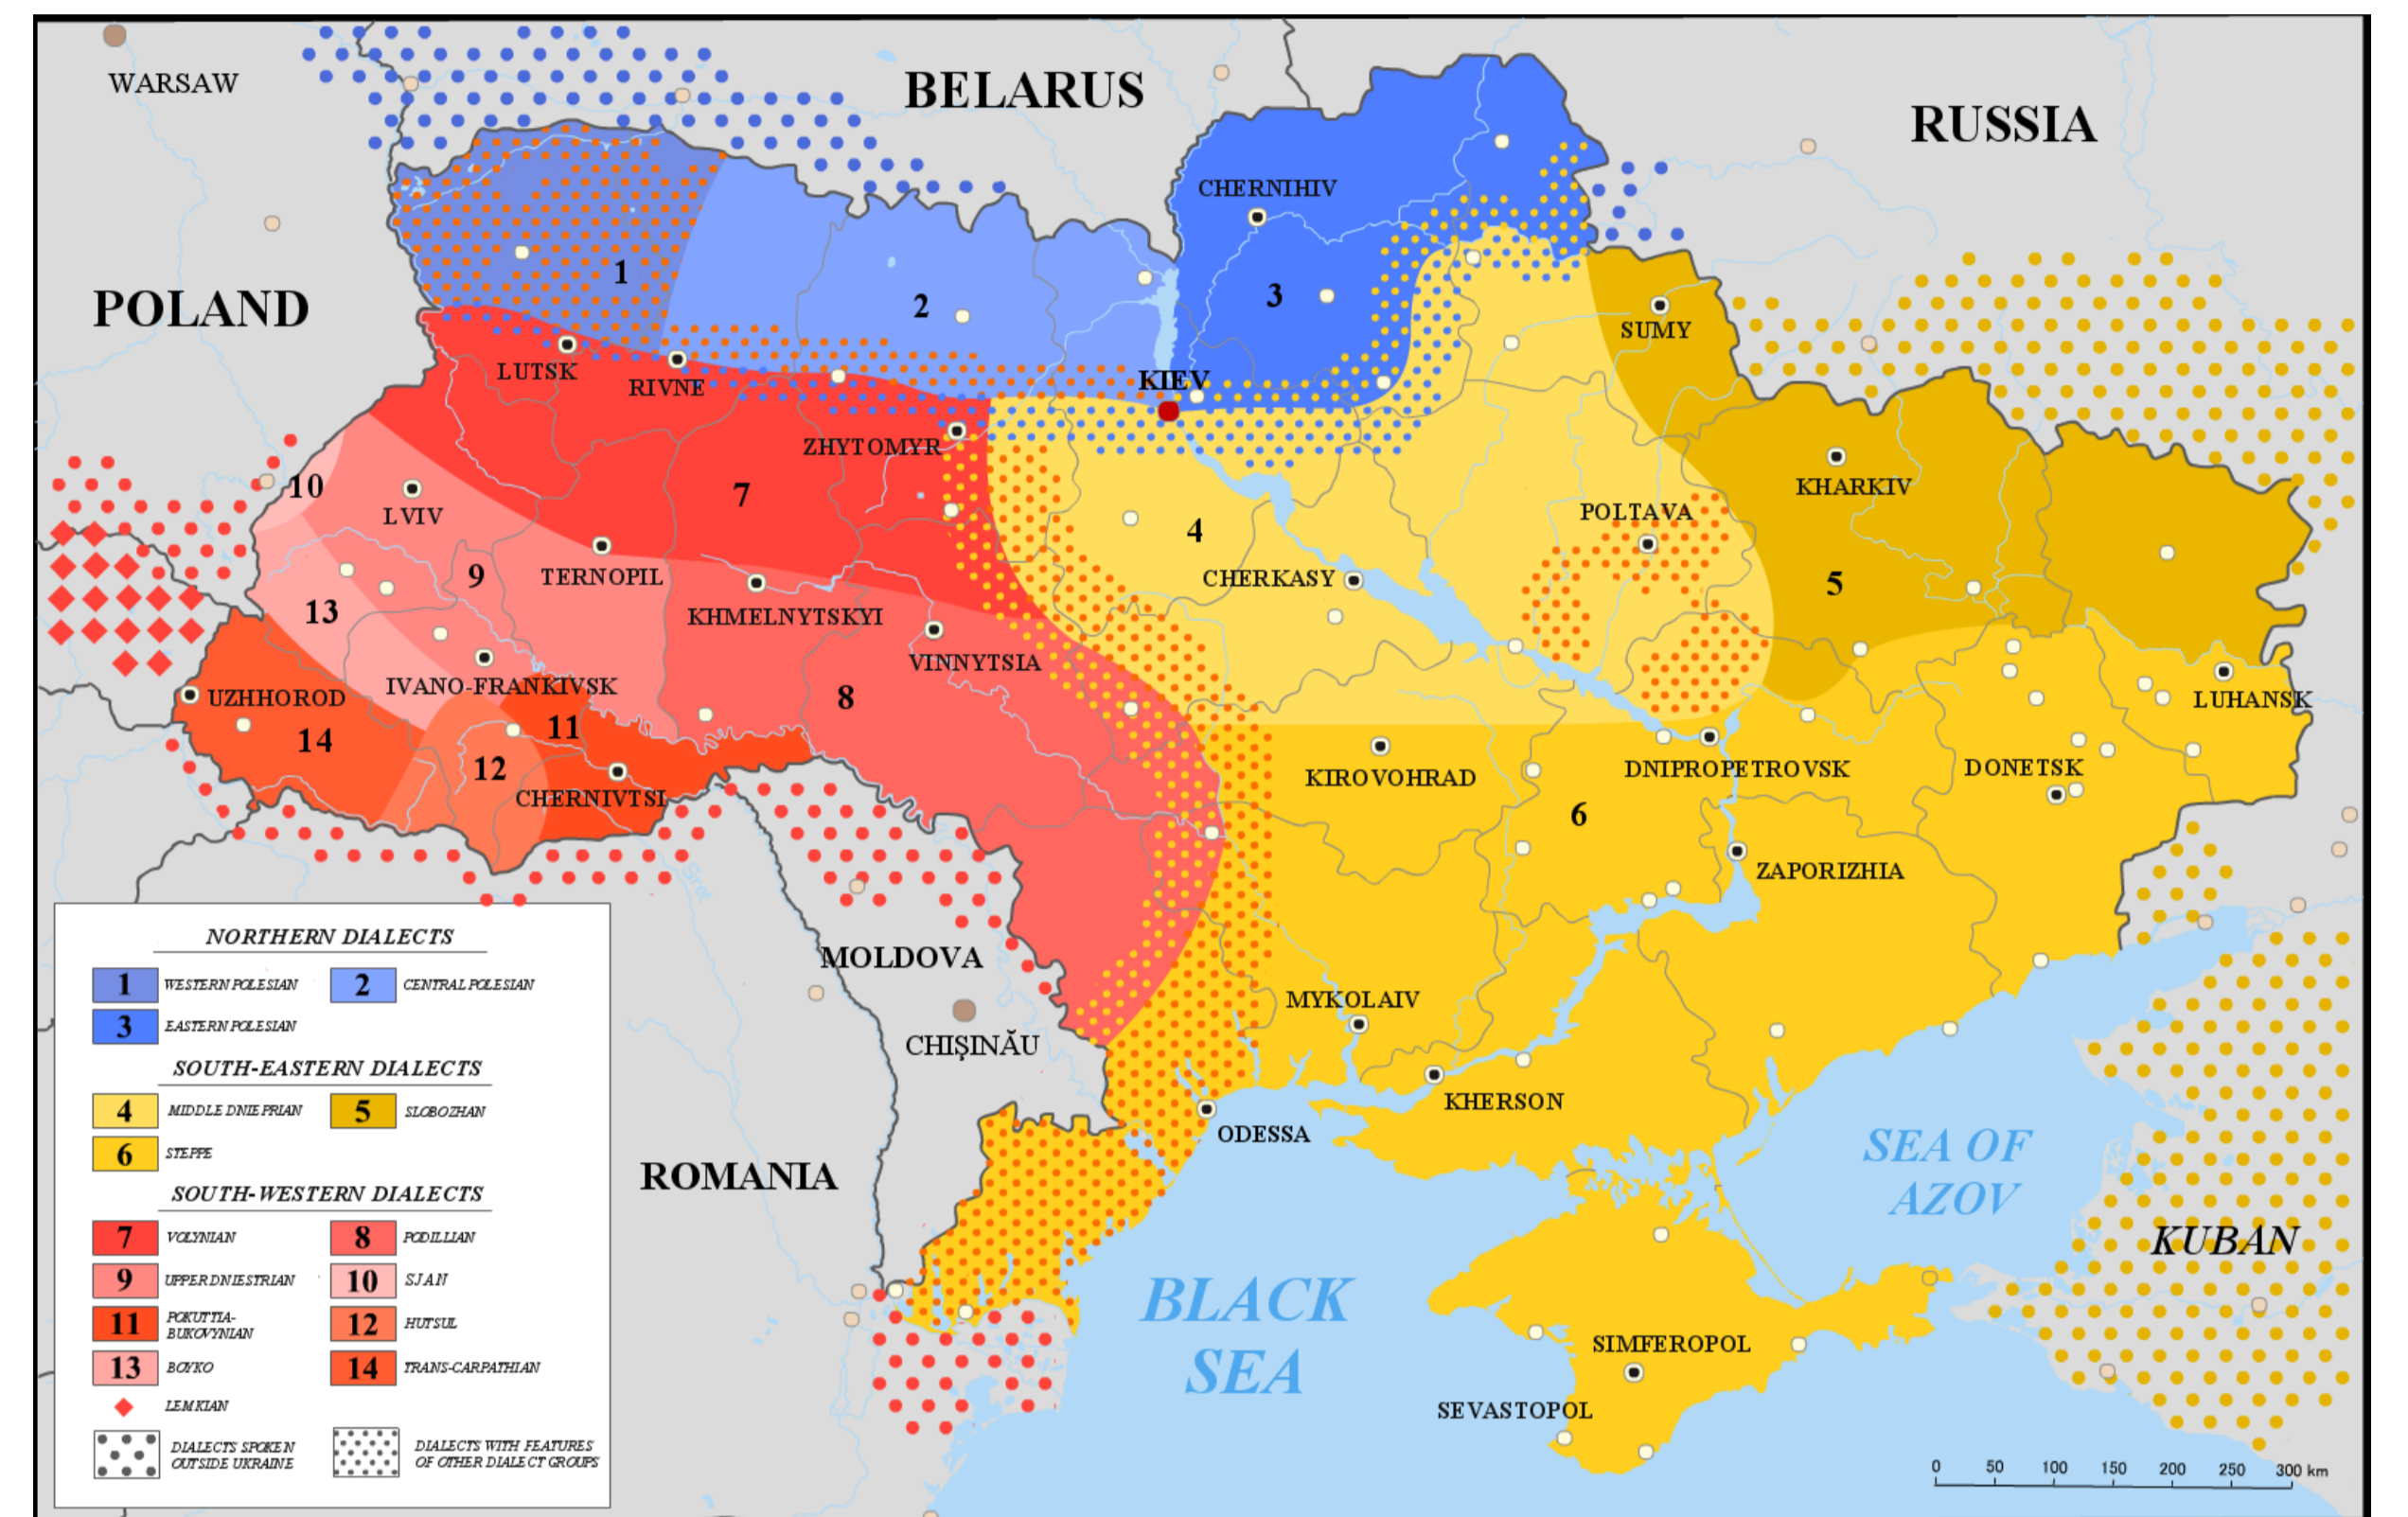 WARSAW
BELARUS
RUSSIA
CHERNIHIV
POLAND
1
2
3
SUMY
LUTSK
RIVNE
KIEV
ZHYTOMYR
10
LVIV
7
4
POLTAVA
KHARKIV
9
TERNOPIL
CHERKASY
5
13
KHMELNYTSKYI
VINNYTSIA
UZHHOROD
IVANO-FRANKIVSK
8
LUHANSK
14
11
12
CHERNIVTSI
KIROVOHRAD
DNIPROPETROVSK
DONETSK
6
ZAPORIZHIA
Siret
MOLDOVA
MYKOLAIV
CHIȘINĂU
KHERSON
ODESSA
ROMANIA
SEA OF
AZOV
KUBAN
BLACK
SEA
SIMFEROPOL
SEVASTOPOL
0 50 100 150 200 250 300 km
NORTHERN DIALECTS
1 WESTERN POLESIAN
2 CENTRAL POLESIAN
3 EASTERN POLESIAN
SOUTH-EASTERN DIALECTS
4 MIDDLE DNIEPRIAN
5 SLOBOZHAN
6 STEPPE
SOUTH-WESTERN DIALECTS
7 VOLYNIAN
8 PODILLIAN
9 UPPER DNIESTRIAN
10 SJAN
11 POKUTTIA-
BUKOVYNIAN
12 HUTSUL
13 BOYKO
14 TRANS-CARPATHIAN
LEMKIAN
DIALECTS SPOKEN
OUTSIDE UKRAINE
DIALECTS WITH FEATURES
OF OTHER DIALECT GROUPS